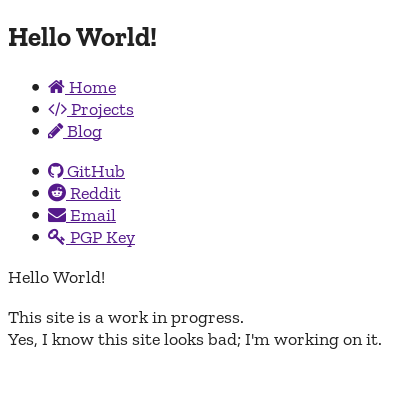 Hello World!
Home
Projects
Blog
GitHub
Reddit
Email
PGP Key
Hello World!
This site is a work in progress.
Yes, I know this site looks bad; I'm working on it.